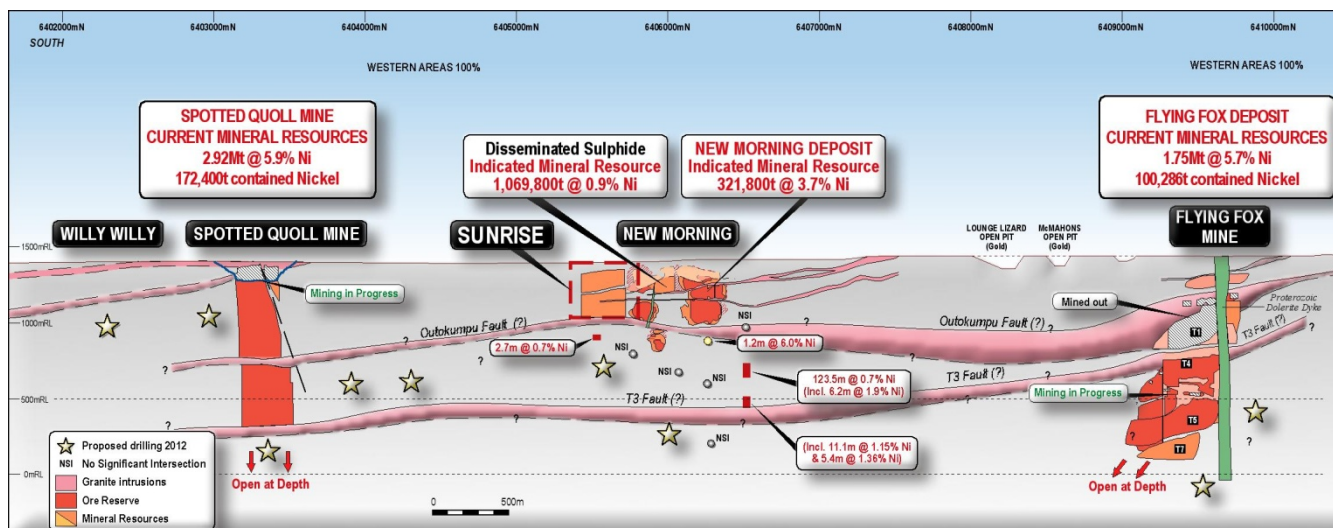 6402000mN
6403000mN
6404000mN
6405000mN
6406000mN
6407000mN
6408000mN
6409000mN
6410000mN
SOUTH
WESTERN AREAS 100%
WESTERN AREAS 100%
SPOTTED QUOLL MINE
CURRENT MINERAL RESOURCES
2.92Mt @ 5.9% Ni
172,400t contained Nickel
Disseminated Sulphide
Indicated Mineral Resource
1,069,800t @ 0.9% Ni
NEW MORNING DEPOSIT
Indicated Mineral Resource
321,800t @ 3.7% Ni
FLYING FOX DEPOSIT
CURRENT MINERAL RESOURCES
1.75Mt @ 5.7% Ni
100,286t contained Nickel
WILLY WILLY
SPOTTED QUOLL MINE
SUNRISE
NEW MORNING
LOUNGE LIZARD
OPEN PIT
(Gold)
McMAHONS
OPEN PIT
(Gold)
FLYING FOX
MINE
1500mRL
Mining in Progress
Mined out
Proterozoic
Dolerite Dyke
1000mRL
Outokumpu Fault (?)
NSI
Outokumpu Fault (?)
T1
T3 Fault (?)
2.7m @ 0.7% Ni
NSI
1.2m @ 6.0% Ni
NSI
NSI
123.5m @ 0.7% Ni
(Incl. 6.2m @ 1.9% Ni)
T3 Fault (?)
T4
Mining in Progress
500mRL
T3 Fault (?)
T5
NSI
(Incl. 11.1m @ 1.15% Ni
& 5.4m @ 1.36% Ni)
T7
0mRL
Open at Depth
Open at Depth
Proposed drilling 2012
NSI No Significant Intersection
Granite intrusions
Ore Reserve
Mineral Resources
0 500m